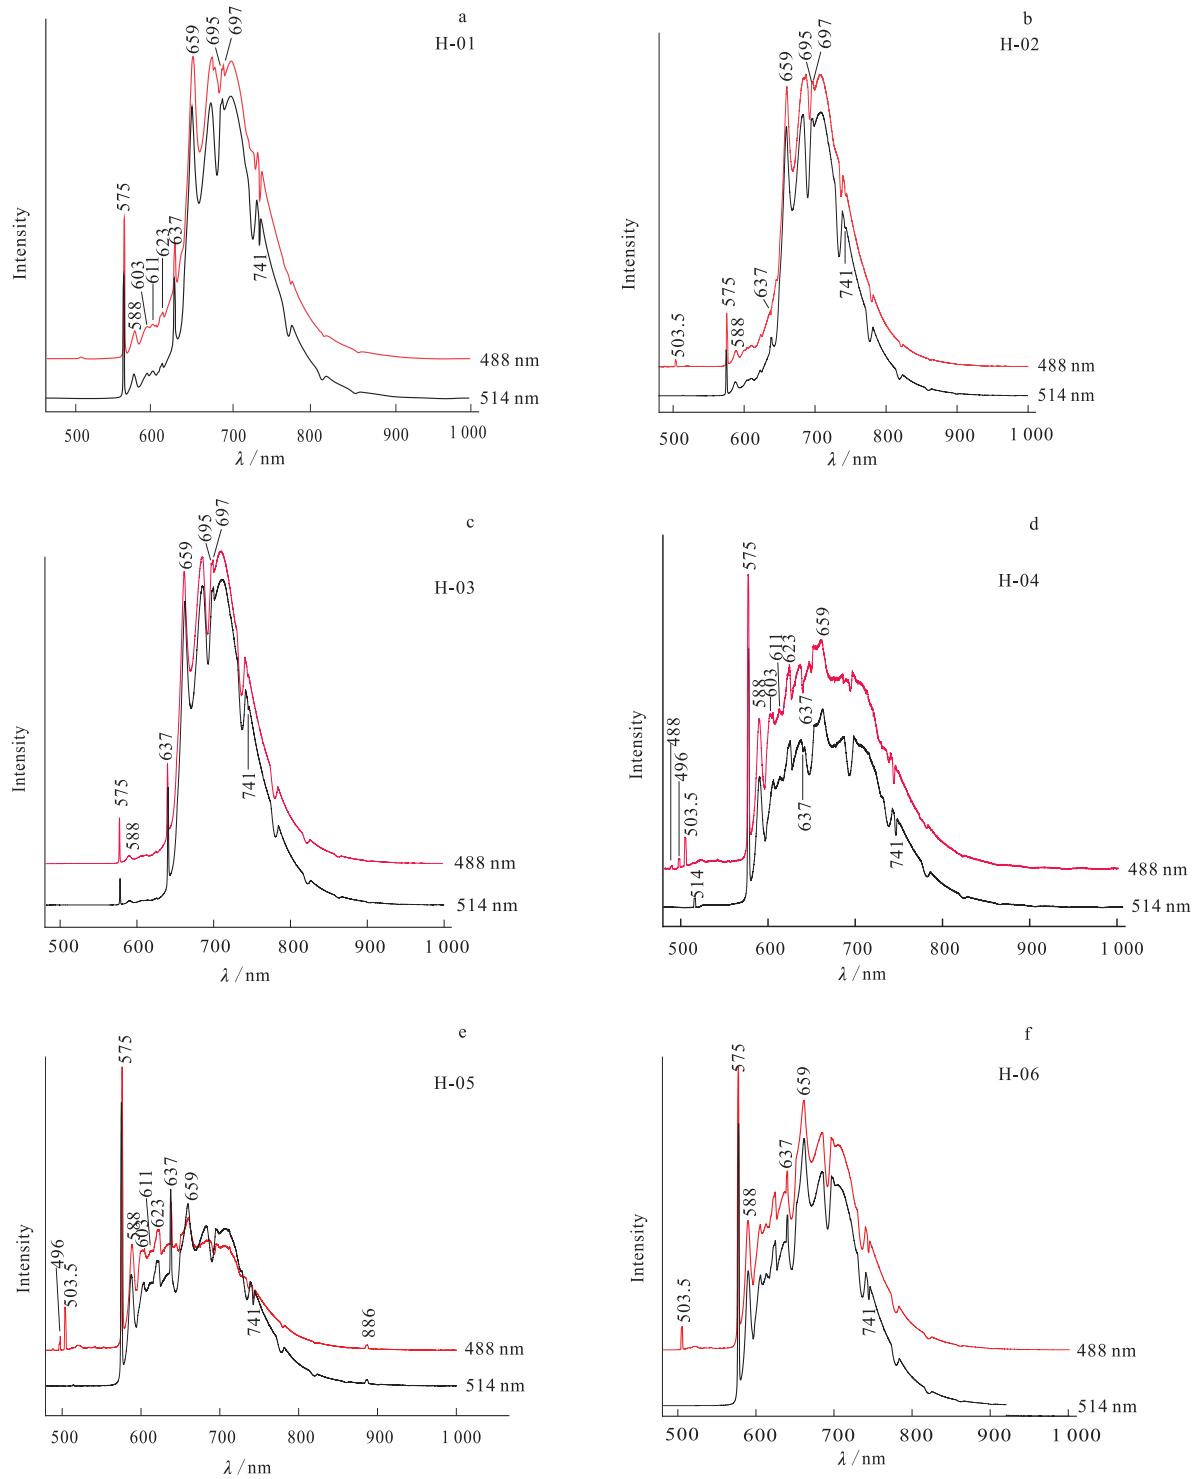 a
H-01
659
695
697
575
588
603
611
623
637
741
488 nm
514 nm
Intensity
500 600 700 800 900 1 000
λ / nm
b
H-02
659
695
697
503.5
575
588
637
741
488 nm
514 nm
Intensity
500 600 700 800 900 1 000
λ / nm
c
H-03
659
695
697
575
588
637
741
488 nm
514 nm
Intensity
500 600 700 800 900 1 000
λ / nm
d
H-04
575
488
496
503.5
514
588
603
611
623
637
659
637
741
488 nm
514 nm
Intensity
500 600 700 800 900 1 000
λ / nm
e
H-05
575
496
503.5
588
603
611
623
637
659
741
886
488 nm
514 nm
Intensity
500 600 700 800 900 1 000
λ / nm
f
H-06
575
503.5
588
637
659
741
488 nm
514 nm
Intensity
500 600 700 800 900 1 000
λ / nm